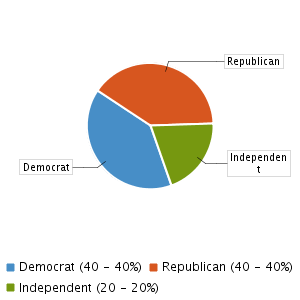 Republican
Independen
t
Democrat
Democrat (40 – 40%) Republican (40 – 40%)
Independent (20 – 20%)